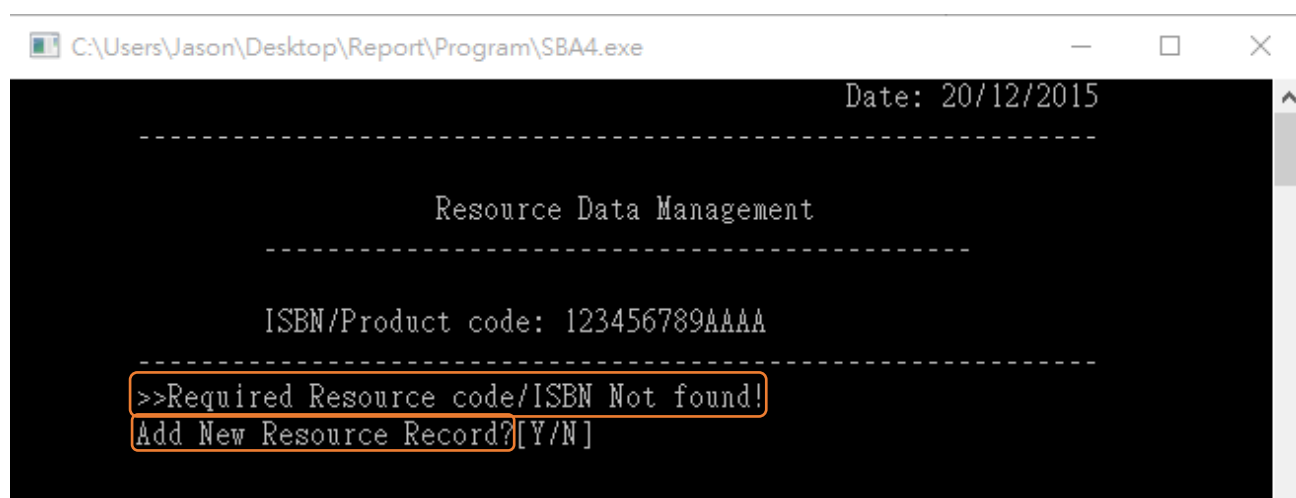 C:\Users\Jason\Desktop\Report\Program\SBA4.exe
Date: 20/12/2015
Resource Data Management
ISBN/Product code: 123456789AAAA
>>Required Resource code/ISBN Not found!
Add New Resource Record?[Y/N]